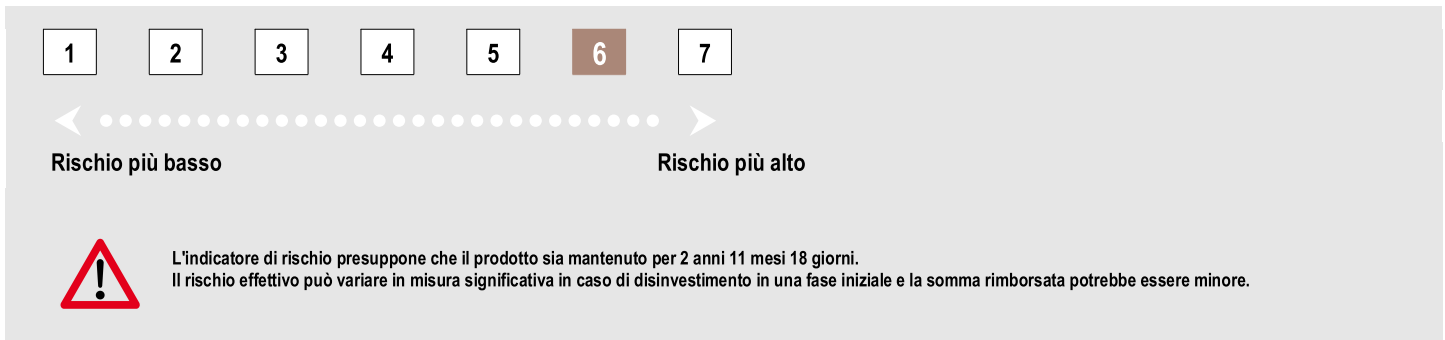 1 2 3 4 5 6 7
Rischio più basso Rischio più alto
L'indicatore di rischio presuppone che il prodotto sia mantenuto per 2 anni 11 mesi 18 giorni.
Il rischio effettivo può variare in misura significativa in caso di disinvestimento in una fase iniziale e la somma rimborsata potrebbe essere minore.